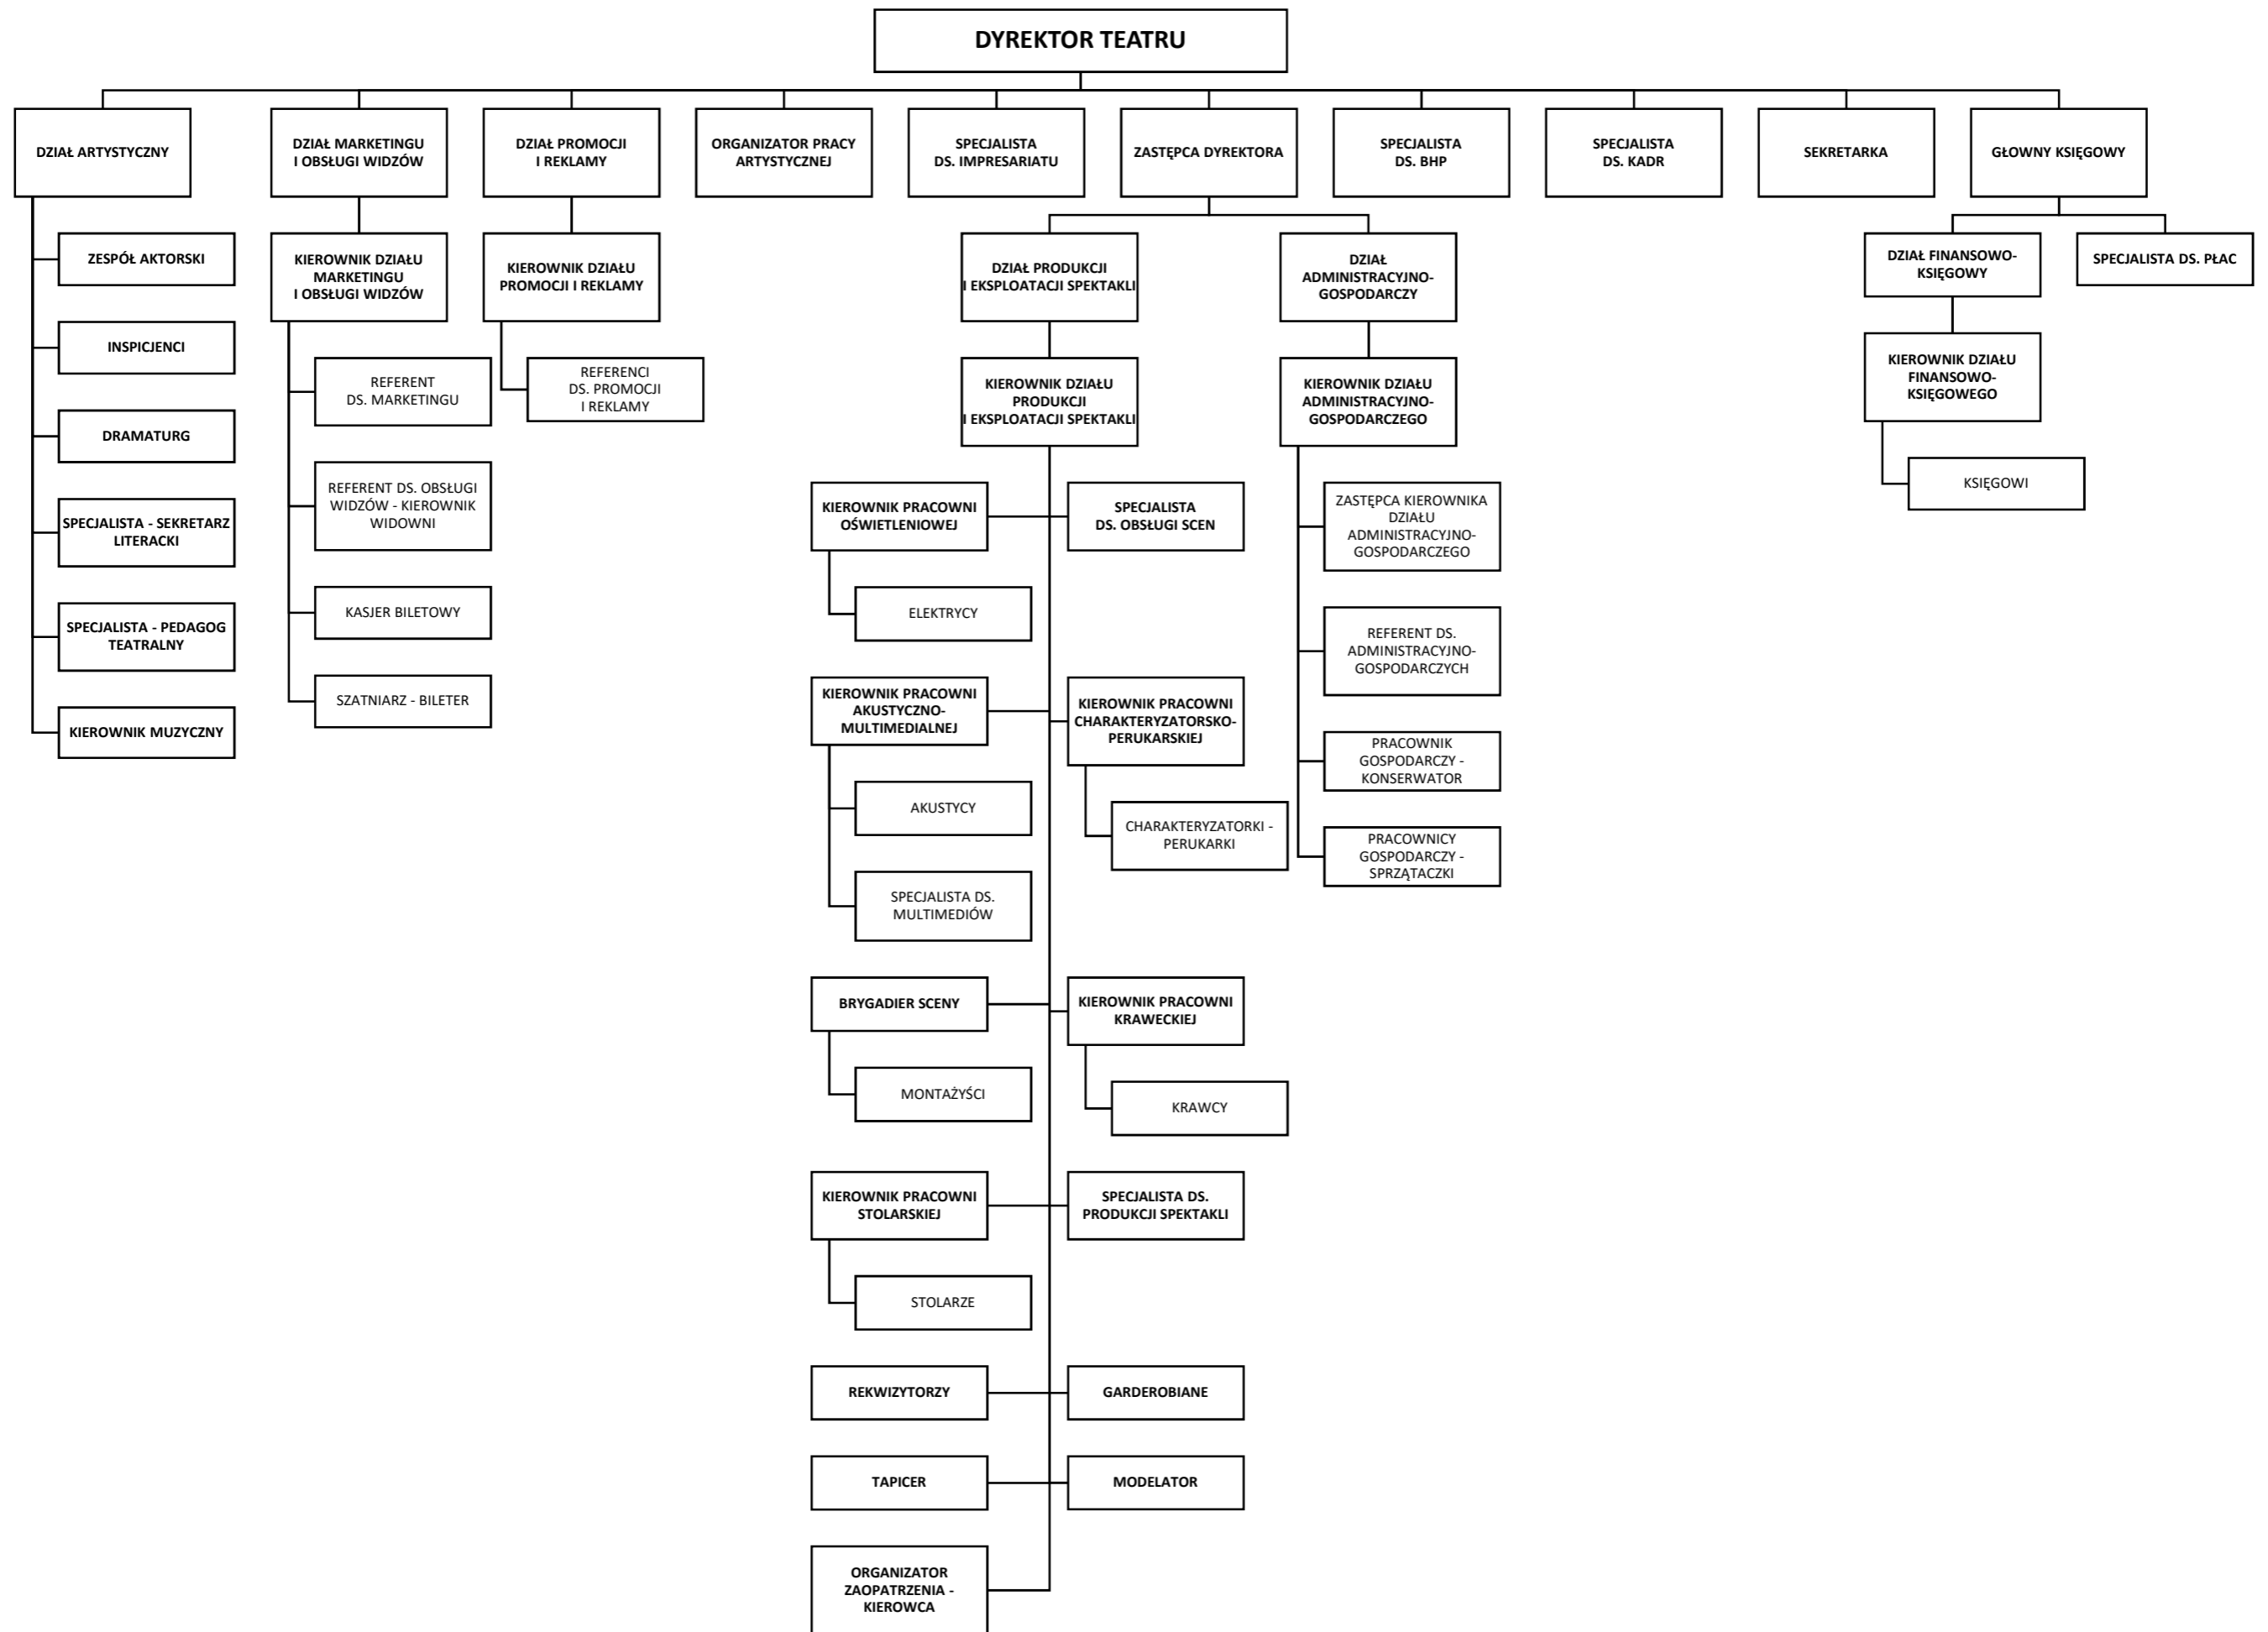 DYREKTOR TEATRU
DZIAŁ ARTYSTYCZNY
DZIAŁ MARKETINGU
I OBSŁUGI WIDZÓW
DZIAŁ PROMOCJI
I REKLAMY
ORGANIZATOR PRACY
ARTYSTYCZNEJ
SPECJALISTA
DS. IMPRESARIATU
ZASTĘPCA DYREKTORA
SPECJALISTA
DS. BHP
SPECJALISTA
DS. KADR
SEKRETARKA
GŁOWNY KSIĘGOWY
ZESPÓŁ AKTORSKI
INSPICJENCI
DRAMATURG
SPECJALISTA - SEKRETARZ
LITERACKI
SPECJALISTA - PEDAGOG
TEATRALNY
KIEROWNIK MUZYCZNY
KIEROWNIK DZIAŁU
MARKETINGU
I OBSŁUGI WIDZÓW
REFERENT
DS. MARKETINGU
REFERENT DS. OBSŁUGI
WIDZÓW - KIEROWNIK
WIDOWNI
KASJER BILETOWY
SZATNIARZ - BILETER
KIEROWNIK DZIAŁU
PROMOCJI I REKLAMY
REFERENCI
DS. PROMOCJI
I REKLAMY
DZIAŁ PRODUKCJI
I EKSPLOATACJI SPEKTAKLI
KIEROWNIK DZIAŁU
PRODUKCJI
I EKSPLOATACJI SPEKTAKLI
KIEROWNIK PRACOWNI
OŚWIETLENIOWEJ
ELEKTRYCY
SPECJALISTA
DS. OBSŁUGI SCEN
KIEROWNIK PRACOWNI
AKUSTYCZNO-
MULTIMEDIALNEJ
AKUSTYCY
SPECJALISTA DS.
MULTIMEDIÓW
KIEROWNIK PRACOWNI
CHARAKTERYZATORSKO-
PERUKARSKIEJ
CHARAKTERYZATORKI -
PERUKARKI
BRYGADIER SCENY
MONTAŻYŚCI
KIEROWNIK PRACOWNI
KRAWECKIEJ
KRAWCY
KIEROWNIK PRACOWNI
STOLARSKIEJ
STOLARZE
SPECJALISTA DS.
PRODUKCJI SPEKTAKLI
REKWIZYTORZY
GARDEROBIANE
TAPICER
MODELATOR
ORGANIZATOR
ZAOPATRZENIA -
KIEROWCA
DZIAŁ
ADMINISTRACYJNO-
GOSPODARCZY
KIEROWNIK DZIAŁU
ADMINISTRACYJNO-
GOSPODARCZEGO
ZASTĘPCA KIEROWNIKA
DZIAŁU
ADMINISTRACYJNO-
GOSPODARCZEGO
REFERENT DS.
ADMINISTRACYJNO-
GOSPODARCZYCH
PRACOWNIK
GOSPODARCZY -
KONSERWATOR
PRACOWNICY
GOSPODARCZY -
SPRZĄTACZKI
DZIAŁ FINANSOWO-
KSIĘGOWY
KIEROWNIK DZIAŁU
FINANSOWO-
KSIĘGOWEGO
KSIĘGOWI
SPECJALISTA DS. PŁAC